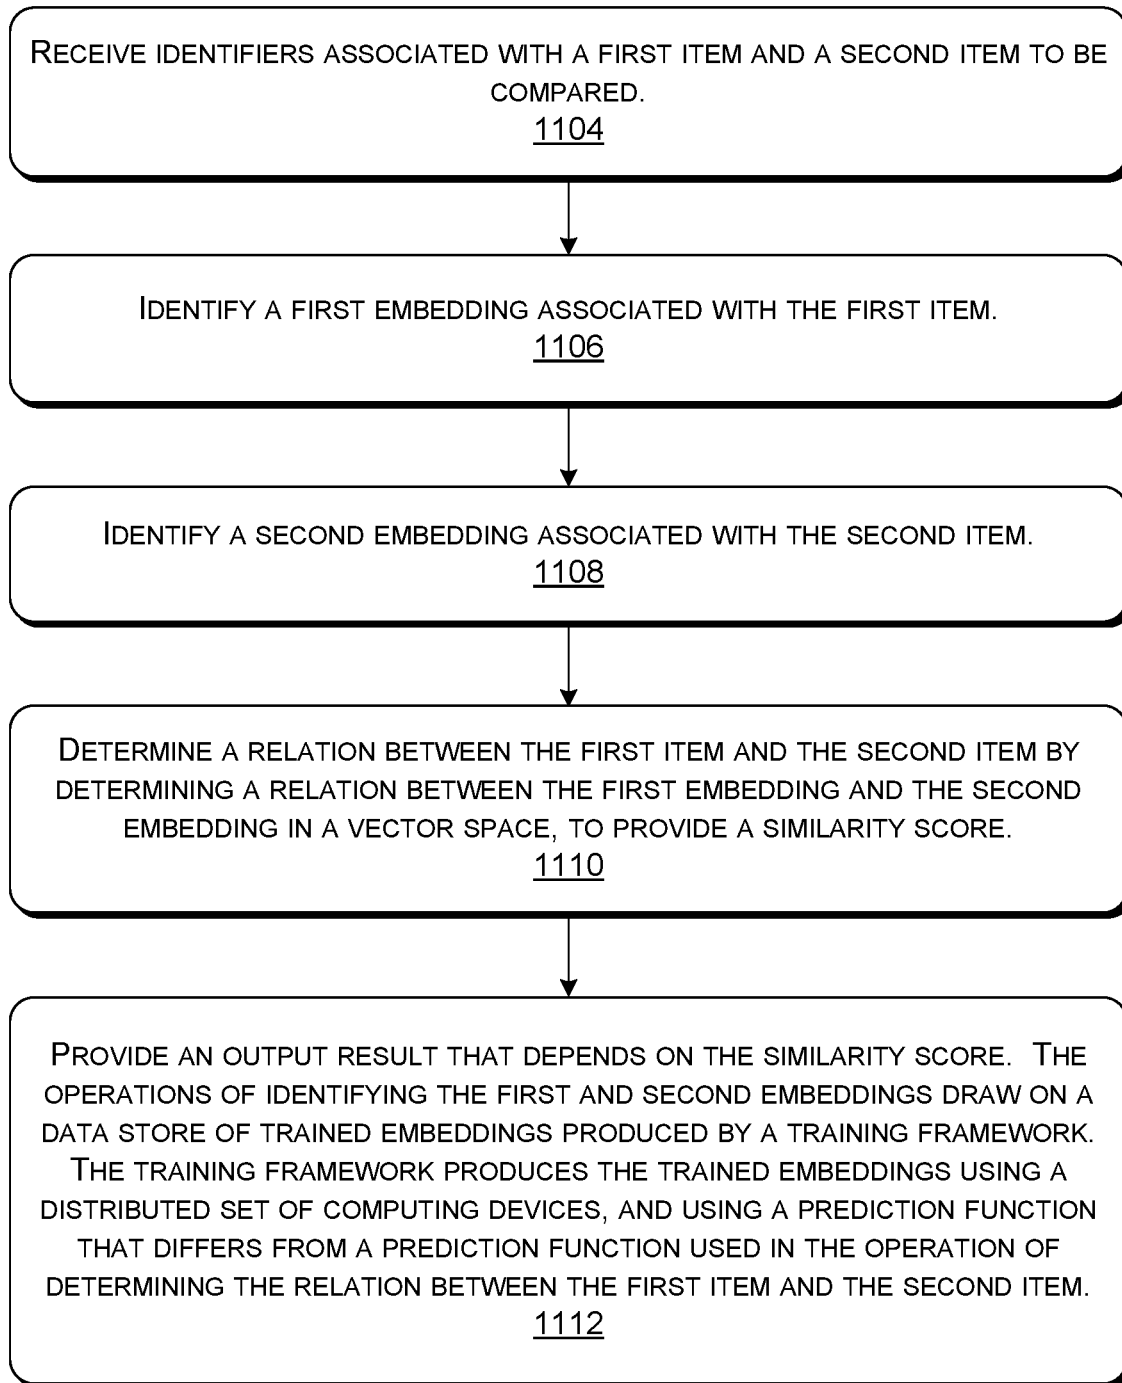 RECEIVE IDENTIFIERS ASSOCIATED WITH A FIRST ITEM AND A SECOND ITEM TO BE
COMPARED.
1104
IDENTIFY A FIRST EMBEDDING ASSOCIATED WITH THE FIRST ITEM.
1106
IDENTIFY A SECOND EMBEDDING ASSOCIATED WITH THE SECOND ITEM.
1108
DETERMINE A RELATION BETWEEN THE FIRST ITEM AND THE SECOND ITEM BY
DETERMINING A RELATION BETWEEN THE FIRST EMBEDDING AND THE SECOND
EMBEDDING IN A VECTOR SPACE, TO PROVIDE A SIMILARITY SCORE.
1110
PROVIDE AN OUTPUT RESULT THAT DEPENDS ON THE SIMILARITY SCORE.  THE
OPERATIONS OF IDENTIFYING THE FIRST AND SECOND EMBEDDINGS DRAW ON A
DATA STORE OF TRAINED EMBEDDINGS PRODUCED BY A TRAINING FRAMEWORK.
THE TRAINING FRAMEWORK PRODUCES THE TRAINED EMBEDDINGS USING A
DISTRIBUTED SET OF COMPUTING DEVICES, AND USING A PREDICTION FUNCTION
THAT DIFFERS FROM A PREDICTION FUNCTION USED IN THE OPERATION OF
DETERMINING THE RELATION BETWEEN THE FIRST ITEM AND THE SECOND ITEM.
1112